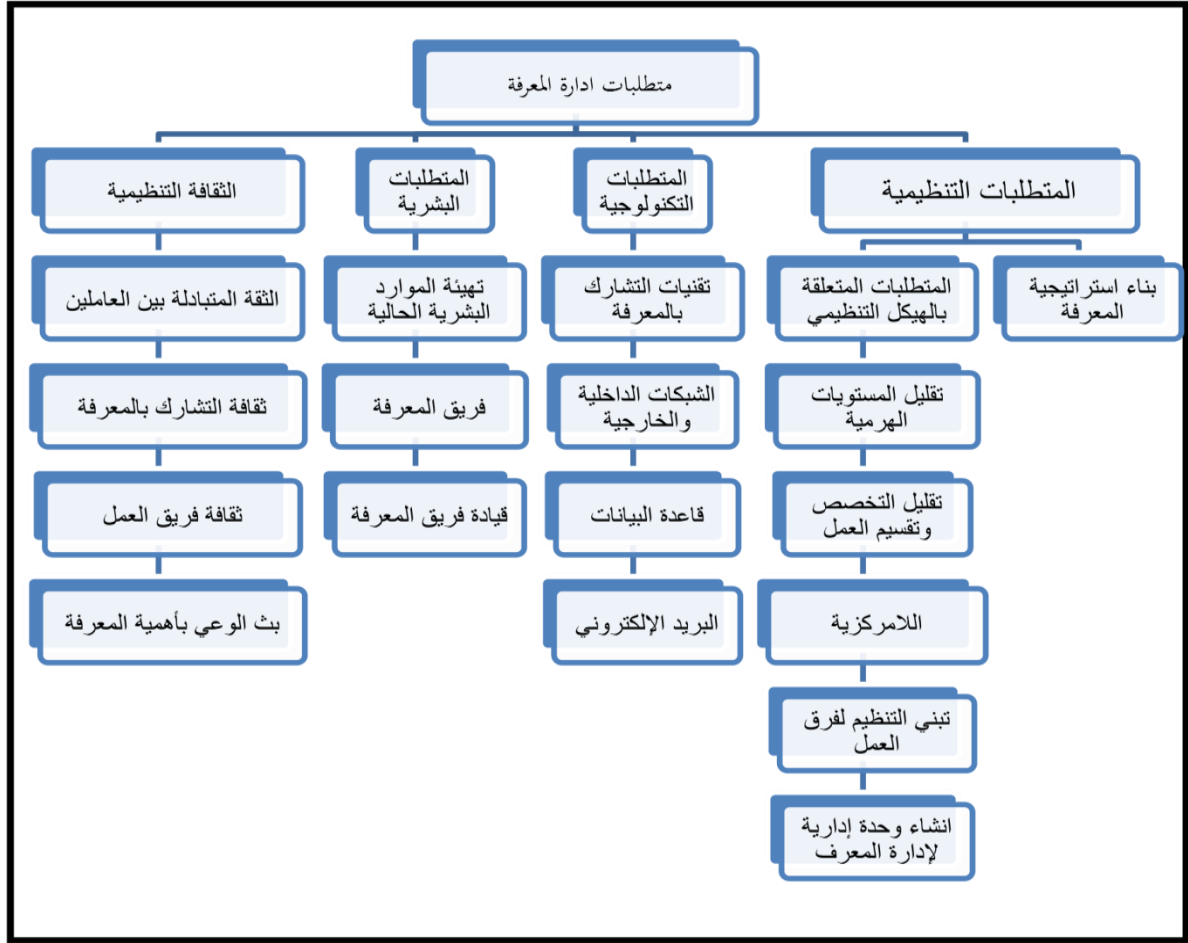 متطلبات ادارة المعرفة
المتطلبات التنظيمية
المتطلبات
التكنولوجية
المتطلبات
البشرية
الثقافة التنظيمية
بناء استراتيجية
المعرفة
المتطلبات المتعلقة
بالهيكل التنظيمي
تقنيات التشارك
بالمعرفة
تهيئة الموارد
البشرية الحالية
الثقة المتبادلة بين العاملين
تقليل المستويات
الهرمية
الشبكات الداخلية
والخارجية
فريق المعرفة
ثقافة التشارك بالمعرفة
تقليل التخصص
وتقسيم العمل
قاعدة البيانات
قيادة فريق المعرفة
ثقافة فريق العمل
اللامركزية
البريد الإلكتروني
بث الوعي بأهمية المعرفة
تبني التنظيم لفرق
العمل
انشاء وحدة إدارية
لإدارة المعرف